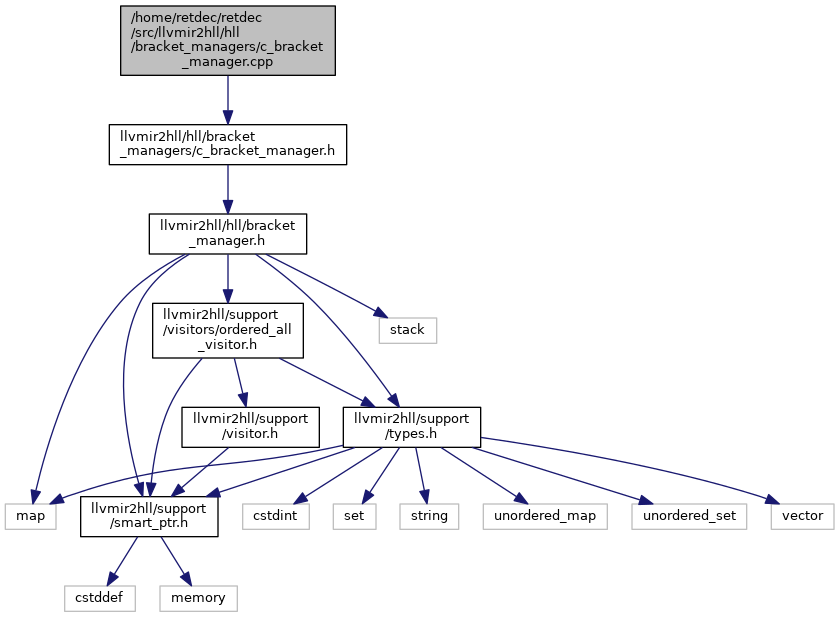 /home/retdec/retdec
/src/llvmir2hll/hll
/bracket_managers/c_bracket
_manager.cpp
llvmir2hll/hll/bracket
_managers/c_bracket_manager.h
llvmir2hll/hll/bracket
_manager.h
llvmir2hll/support
/visitors/ordered_all
_visitor.h
stack
llvmir2hll/support
/visitor.h
llvmir2hll/support
/types.h
map
llvmir2hll/support
/smart_ptr.h
cstdint
set
string
unordered_map
unordered_set
vector
cstddef
memory